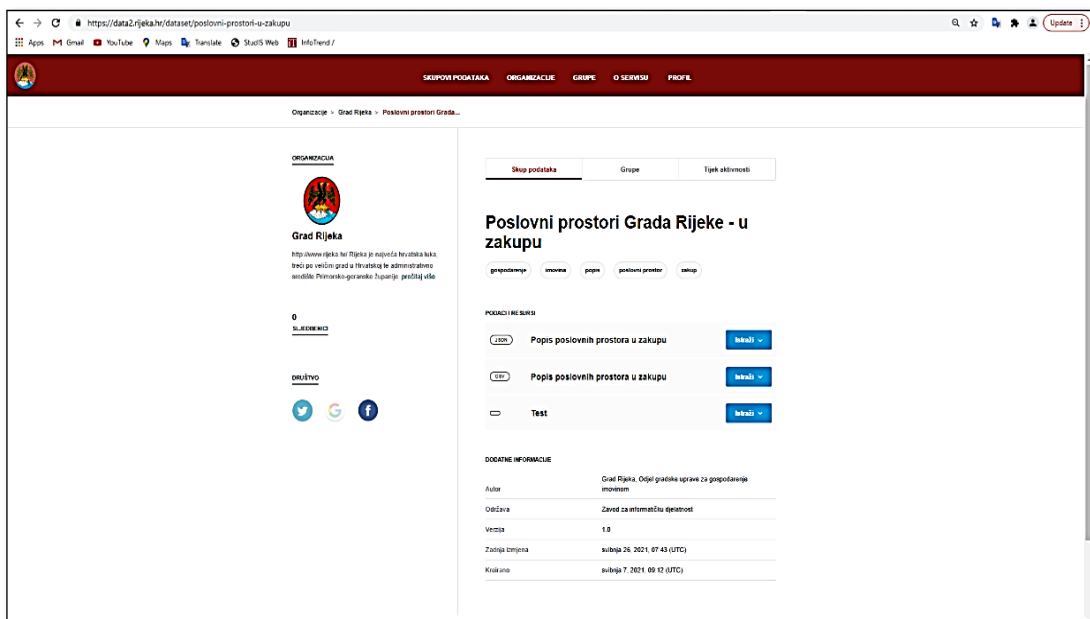 https://data2.rijeka.hr/dataset/poslovni-prostori-u-zakupu
Update
Apps Gmail YouTube Maps Translate StudIS Web InfoTrend /
SKUPOVI PODATAKA ORGANIZACIJE GRUPE O SERVISU PROFIL
Organizacije > Grad Rijeka > Poslovni prostori Grada...
ORGANIZACIJA
Grad Rijeka
http://www.rijeka.hr/ Rijeka je najveća hrvatska luka,
treći po veličini grad u Hrvatskoj te administrativno
središte Primorsko-goranske županije. pročitaj više
0
SLJEDBENICI
DRUŠTVO
Skup podataka Grupe Tijek aktivnosti
Poslovni prostori Grada Rijeke - u
zakupu
gospodarenje imovina popis poslovni prostor zakup
PODACI I RESURSI
JSON Popis poslovnih prostora u zakupu Istraži
CSV Popis poslovnih prostora u zakupu Istraži
Test Istraži
DODATNE INFORMACIJE
Autor Grad Rijeka, Odjel gradske uprave za gospodarenje
imovinom
Održava Zavod za informatičku djelatnost
Verzija 1.0
Zadnja izmjena svibnja 26, 2021, 07:43 (UTC)
Kreirano svibnja 7, 2021, 09:12 (UTC)